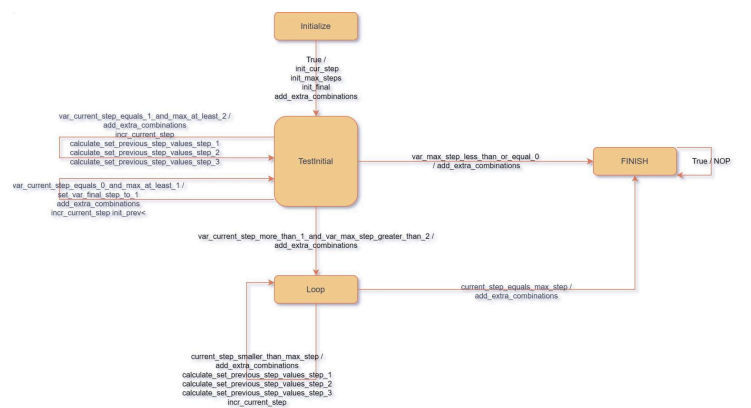 Initialize
True /
init_cur_step
init_max_steps
init_final
add_extra_combinations
var_current_step_equals_1_and_max_at_least_2 /
add_extra_combinations
incr_current_step
calculate_set_previous_step_values_step_1
calculate_set_previous_step_values_step_2
calculate_set_previous_step_values_step_3
TestInitial
var_max_step_less_than_or_equal_0
/ add_extra_combinations
FINISH
True / NOP
var_current_step_equals_0_and_max_at_least_1 /
set_var_final_step_to_1
add_extra_combinations
incr_current_step init_prev<
var_current_step_more_than_1_and_var_max_step_greater_than_2 /
add_extra_combinations
Loop
current_step_equals_max_step /
add_extra_combinations
current_step_smaller_than_max_step /
add_extra_combinations
calculate_set_previous_step_values_step_1
calculate_set_previous_step_values_step_2
calculate_set_previous_step_values_step_3
incr_current_step